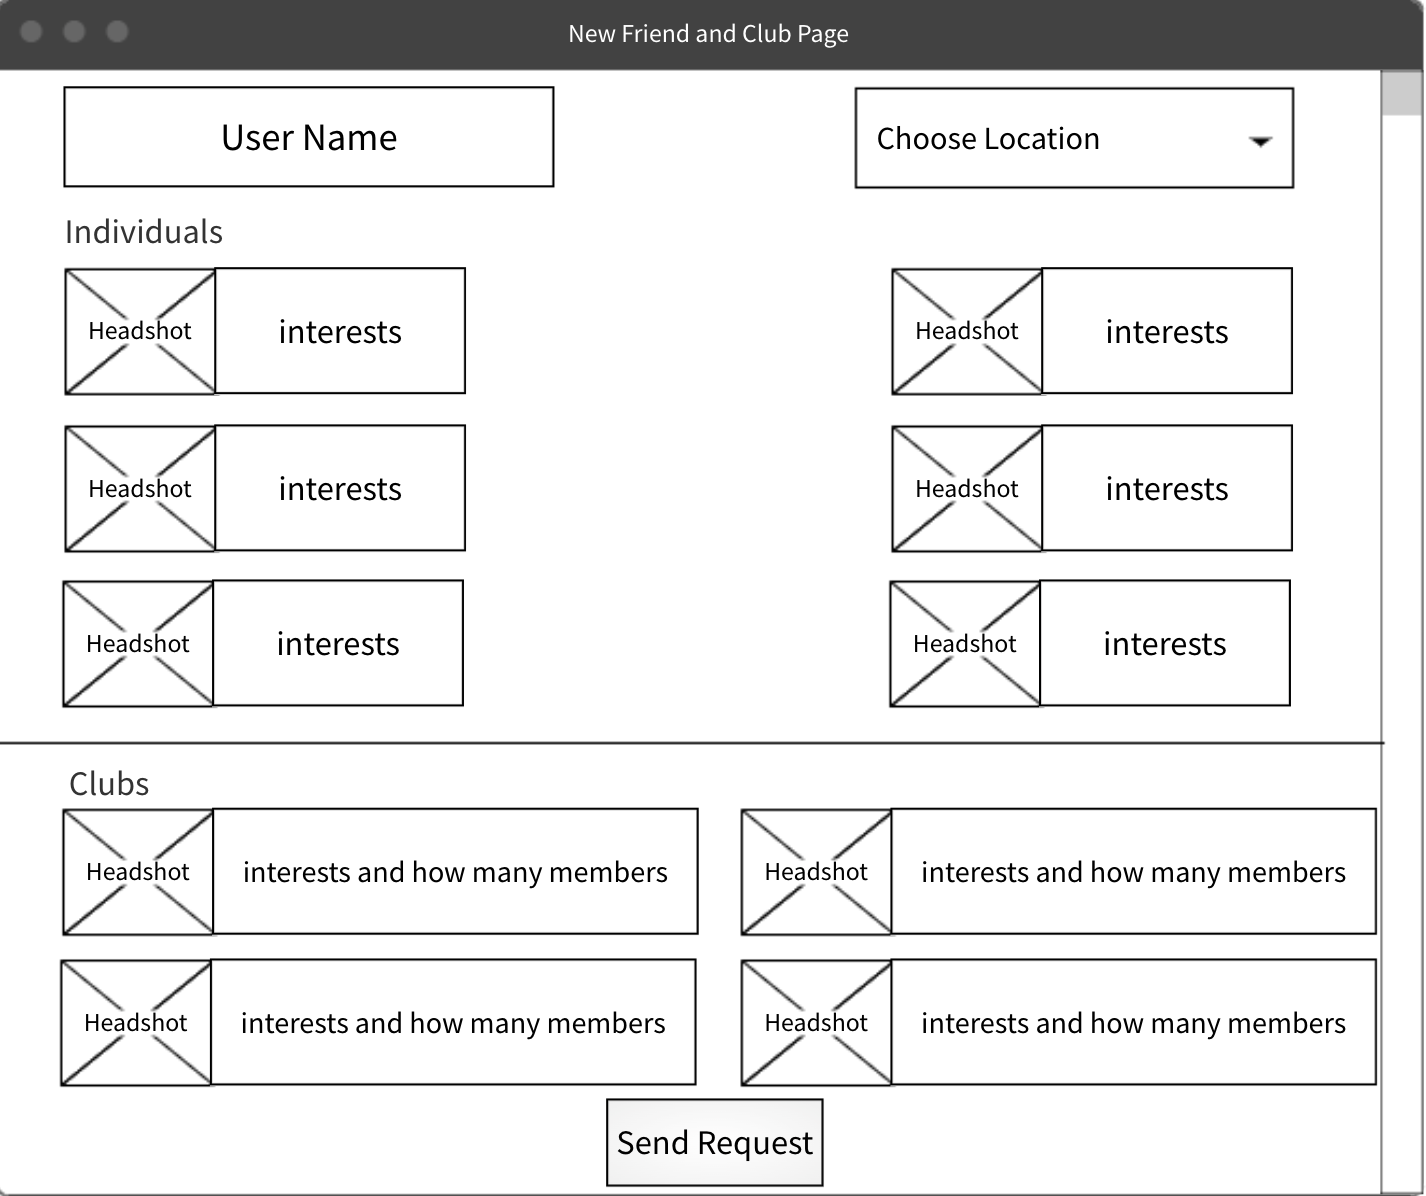 New Friend and Club Page
User Name
Choose Location
Individuals
Headshot interests
Headshot interests
Headshot interests
Headshot interests
Headshot interests
Headshot interests
Clubs
Headshot interests and how many members
Headshot interests and how many members
Headshot interests and how many members
Headshot interests and how many members
Send Request